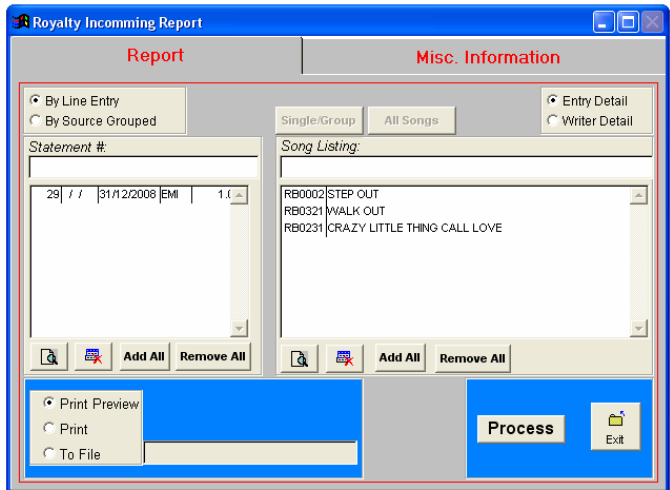 Royalty Incomming Report
Report
Misc. Information
By Line Entry
By Source Grouped
Single/Group
All Songs
Entry Detail
Writer Detail
Statement #:
Song Listing:
29 / / 31/12/2008 EMI 1.0
RB0002 STEP OUT
RB0321 WALK OUT
RB0231 CRAZY LITTLE THING CALL LOVE
Add All
Remove All
Add All
Remove All
Print Preview
Print
To File
Process
Exit